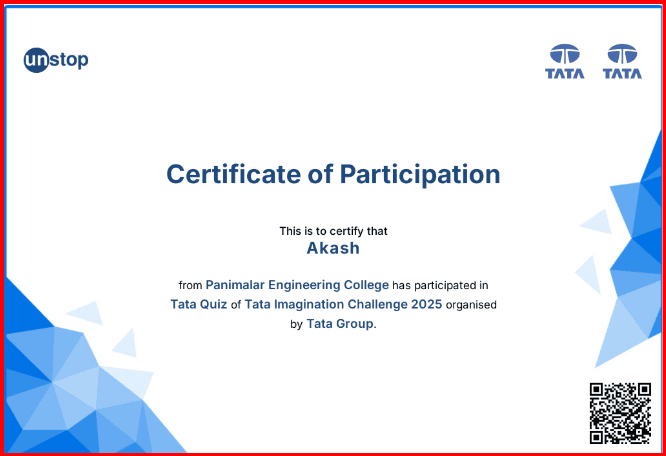 unstop
TATA TATA
Certificate of Participation
This is to certify that
Akash
from Panimalar Engineering College has participated in
Tata Quiz of Tata Imagination Challenge 2025 organised
by Tata Group.